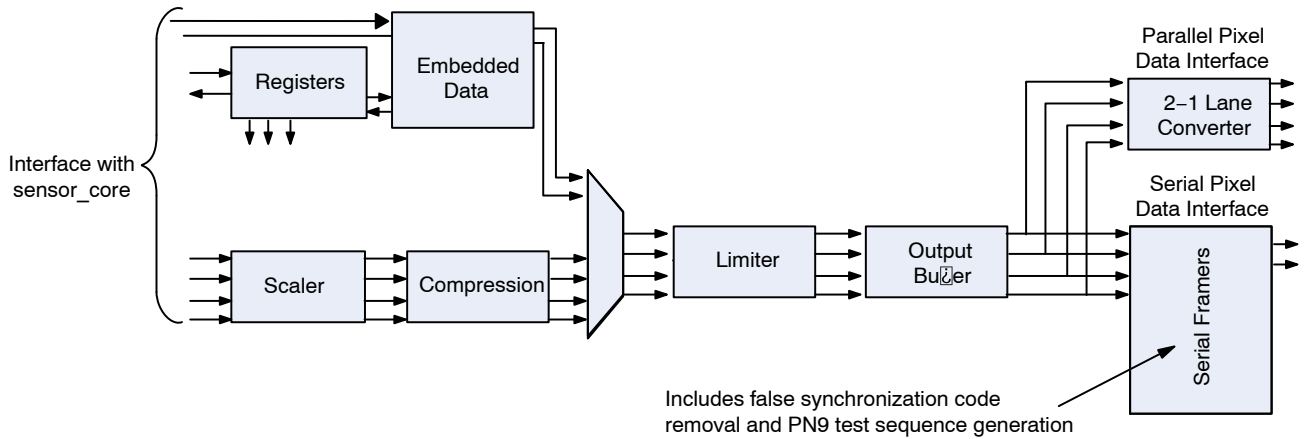 Interface with
sensor_core
Registers
Embedded
Data
Scaler
Compression
Limiter
Output
Parallel Pixel
Data Interface
2−1 Lane
Converter
Serial Pixel
Data Interface
Serial Framers
Includes false synchronization code
removal and PN9 test sequence generation